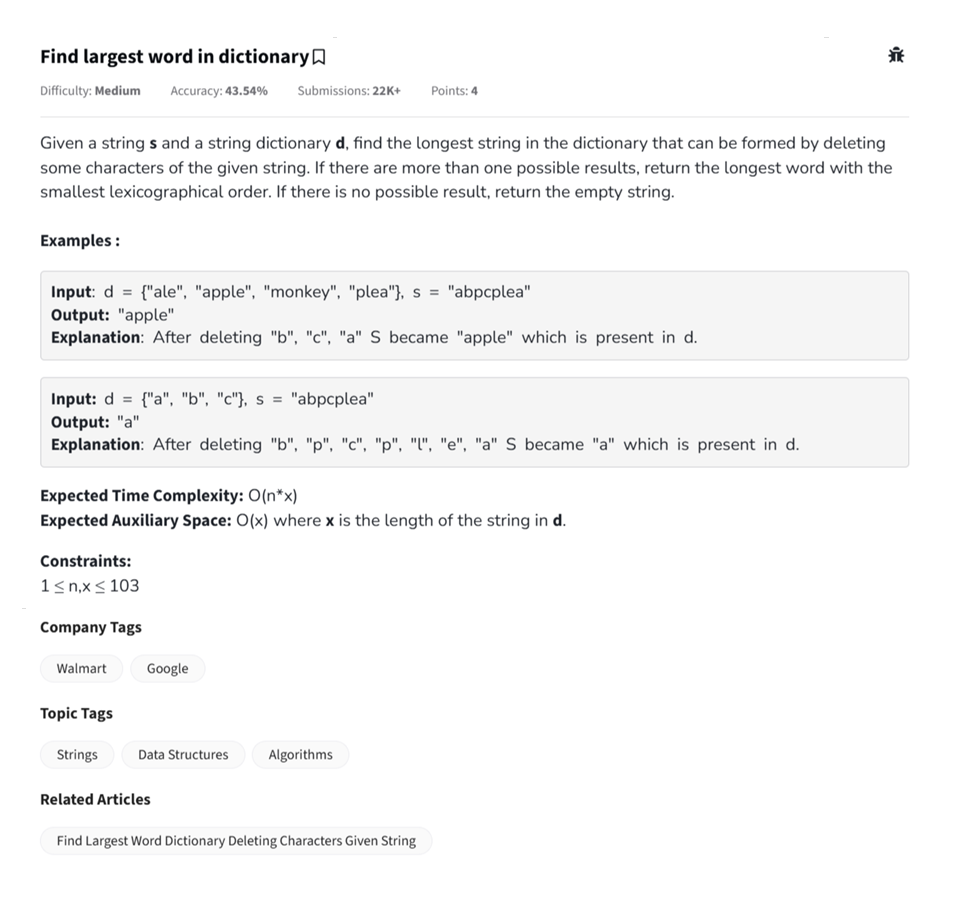 Find largest word in dictionary
Difficulty: Medium Accuracy: 43.54% Submissions: 22K+ Points: 4
Given a string s and a string dictionary d, find the longest string in the dictionary that can be formed by deleting
some characters of the given string. If there are more than one possible results, return the longest word with the
smallest lexicographical order. If there is no possible result, return the empty string.
Examples :
Input: d = {"ale", "apple", "monkey", "plea"}, s = "abpcplea"
Output: "apple"
Explanation: After deleting "b", "c", "a" S became "apple" which is present in d.
Input: d = {"a", "b", "c"}, s = "abpcplea"
Output: "a"
Explanation: After deleting "b", "p", "c", "p", "l", "e", "a" S became "a" which is present in d.
Expected Time Complexity: O(n*x)
Expected Auxiliary Space: O(x) where x is the length of the string in d.
Constraints:
1 ≤ n,x ≤ 103
Company Tags
Walmart Google
Topic Tags
Strings Data Structures Algorithms
Related Articles
Find Largest Word Dictionary Deleting Characters Given String